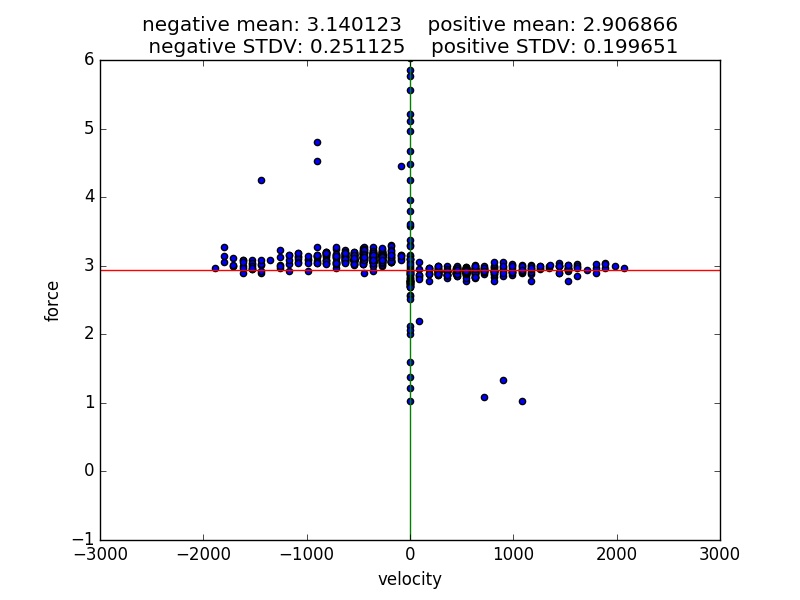 negative mean: 3.140123    positive mean: 2.906866
negative STDV: 0.251125    positive STDV: 0.199651
6
5
4
3
2
1
0
−1
force
−3000 −2000 −1000 0 1000 2000 3000
velocity